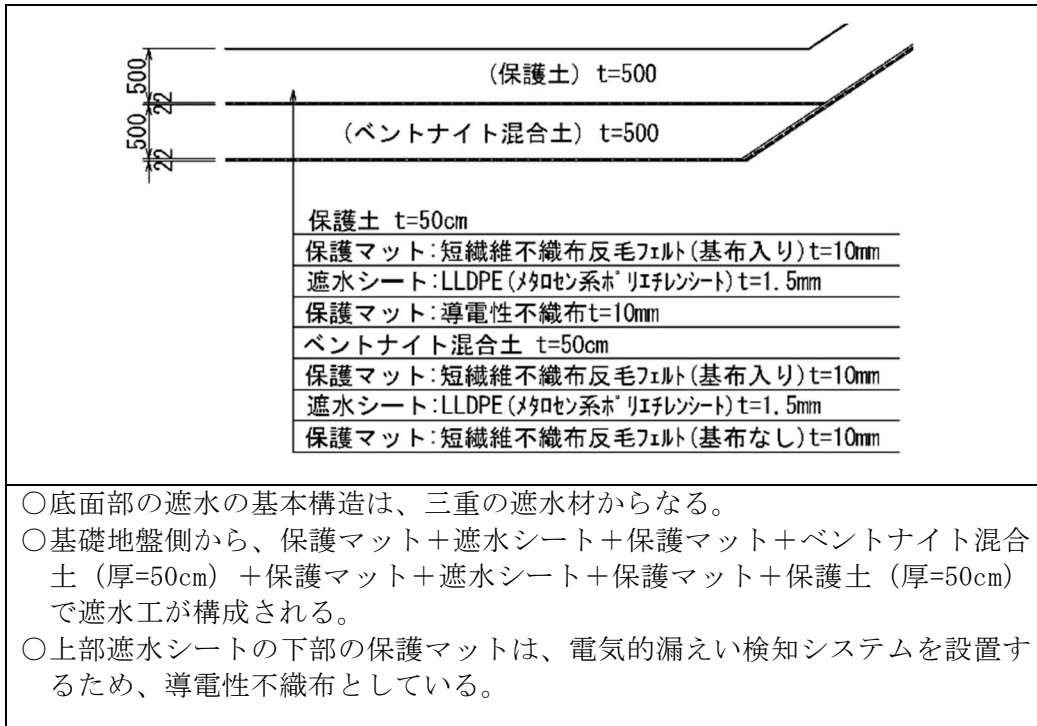 500
22
500
22
(保護土) t=500
(ベントナイト混合土) t=500
保護土 t=50cm
保護マット:短繊維不織布反毛フェルト(基布入り)t=10mm
遮水シート:LLDPE(メタロセン系ポリエチレンシート)t=1.5mm
保護マット:導電性不織布t=10mm
ベントナイト混合土 t=50cm
保護マット:短繊維不織布反毛フェルト(基布入り)t=10mm
遮水シート:LLDPE(メタロセン系ポリエチレンシート)t=1.5mm
保護マット:短繊維不織布反毛フェルト(基布なし)t=10mm
○底面部の遮水の基本構造は、三重の遮水材からなる。
○基礎地盤側から、保護マット+遮水シート+保護マット+ベントナイト混合
土(厚=50cm)+保護マット+遮水シート+保護マット+保護土(厚=50cm)
で遮水工が構成される。
○上部遮水シートの下部の保護マットは、電気的漏えい検知システムを設置す
るため、導電性不織布としている。